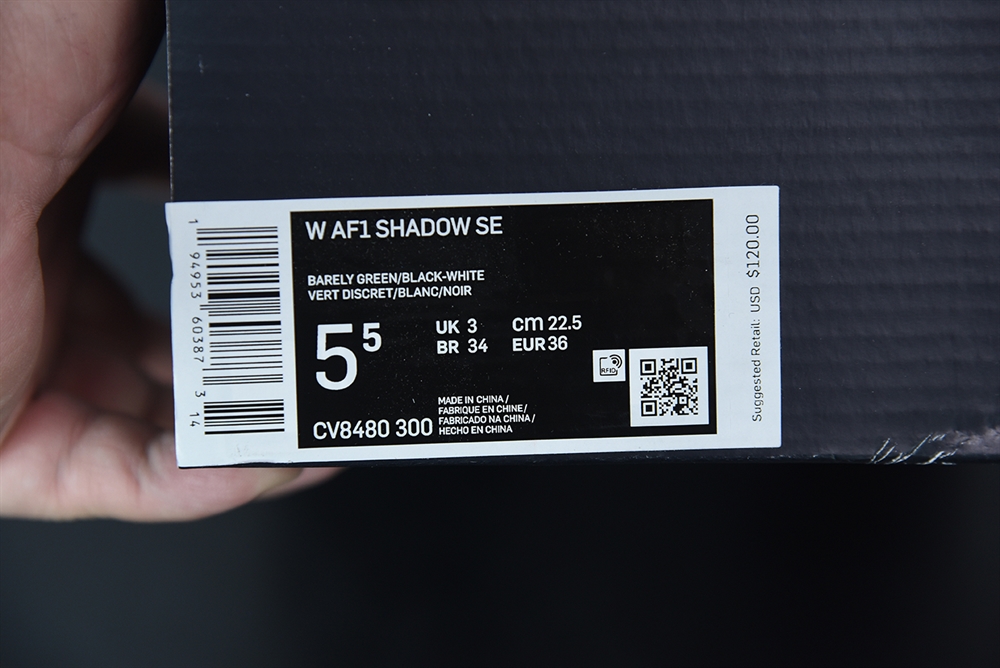 W AF1 SHADOW SE
BARELY GREEN/BLACK-WHITE
VERT DISCRET/BLANC/NOIR
5 5
UK 3 cm 22.5
BR 34 EUR 36
RFID
CV8480 300
MADE IN CHINA /
FABRIQUE EN CHINE/
FABRICADO NA CHINA /
HECHO EN CHINA
1 94953 60387 3 14
Suggested Retail: USD $120.00